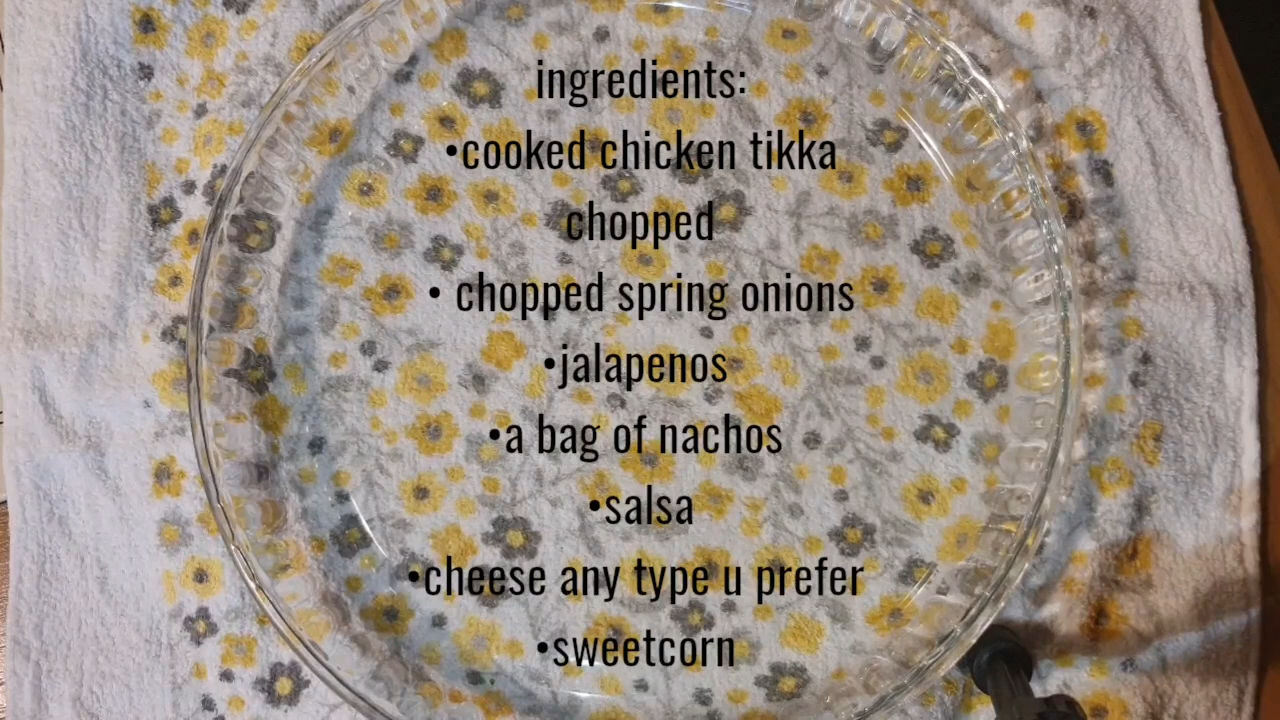 ingredients:
•cooked chicken tikka
chopped
• chopped spring onions
•jalapenos
•a bag of nachos
•salsa
•cheese any type u prefer
•sweetcorn